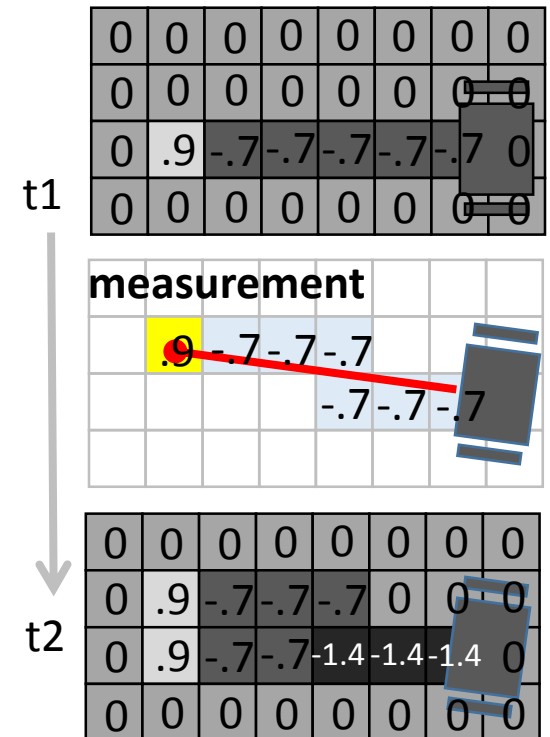 0 0 0 0 0 0 0 0
0 0 0 0 0 0 0 0
0 .9 -.7 -.7 -.7 -.7 -.7 0
t1
0 0 0 0 0 0 0 0
measurement
.9 -.7 -.7 -.7
-.7 -.7 -.7
0 0 0 0 0 0 0 0
0 .9 -.7 -.7 -.7 0 0 0
t2
0 .9 -.7 -.7 -1.4 -1.4 -1.4 0
0 0 0 0 0 0 0 0